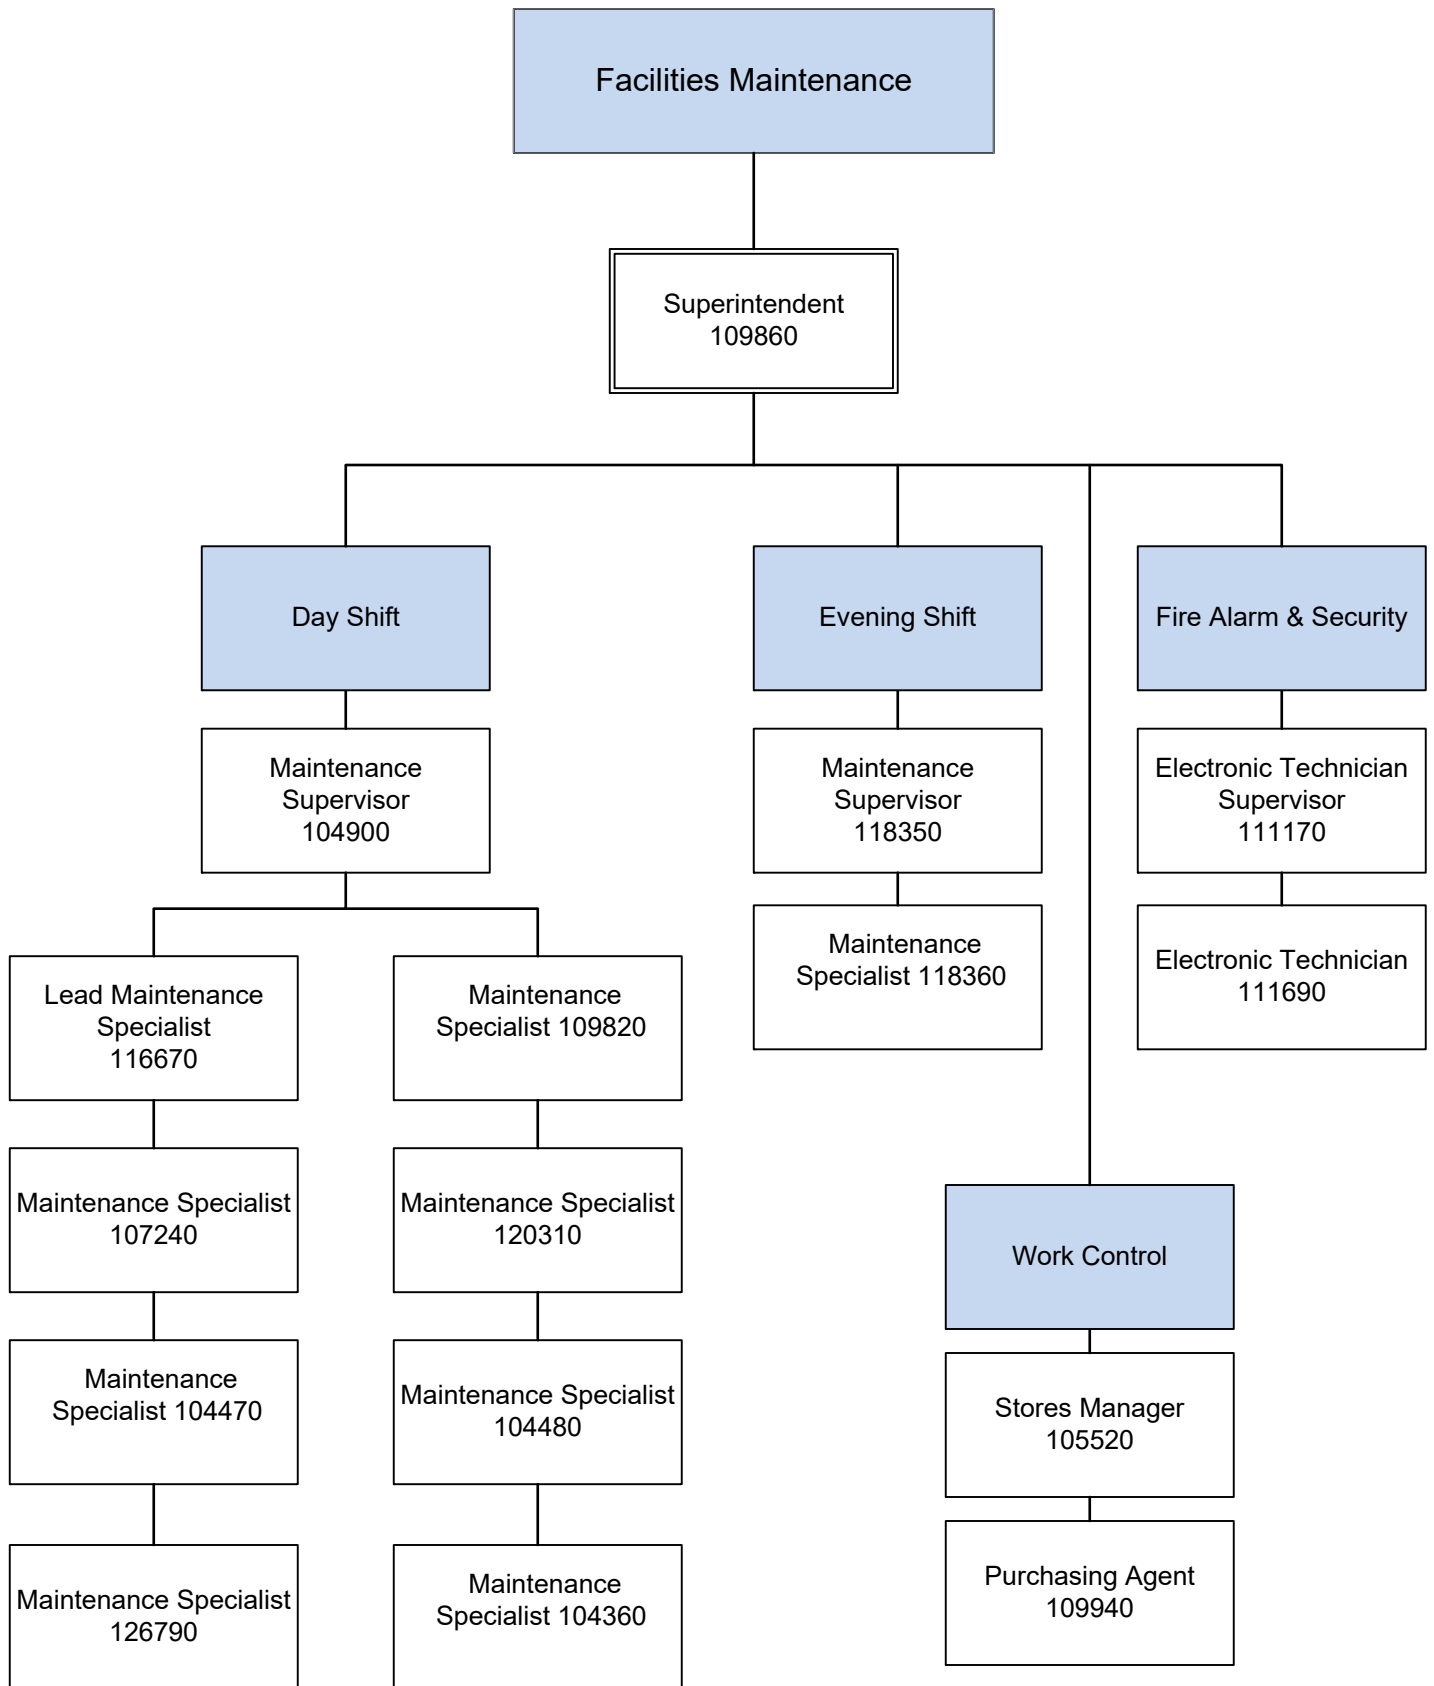 Facilities Maintenance
Superintendent
109860
Day Shift
Evening Shift
Fire Alarm & Security
Maintenance
Supervisor
104900
Maintenance
Supervisor
118350
Electronic Technician
Supervisor
111170
Maintenance
Specialist 118360
Electronic Technician
111690
Lead Maintenance
Specialist
116670
Maintenance
Specialist 109820
Maintenance Specialist
107240
Maintenance Specialist
120310
Work Control
Maintenance
Specialist 104470
Maintenance Specialist
104480
Stores Manager
105520
Maintenance Specialist
126790
Maintenance
Specialist 104360
Purchasing Agent
109940